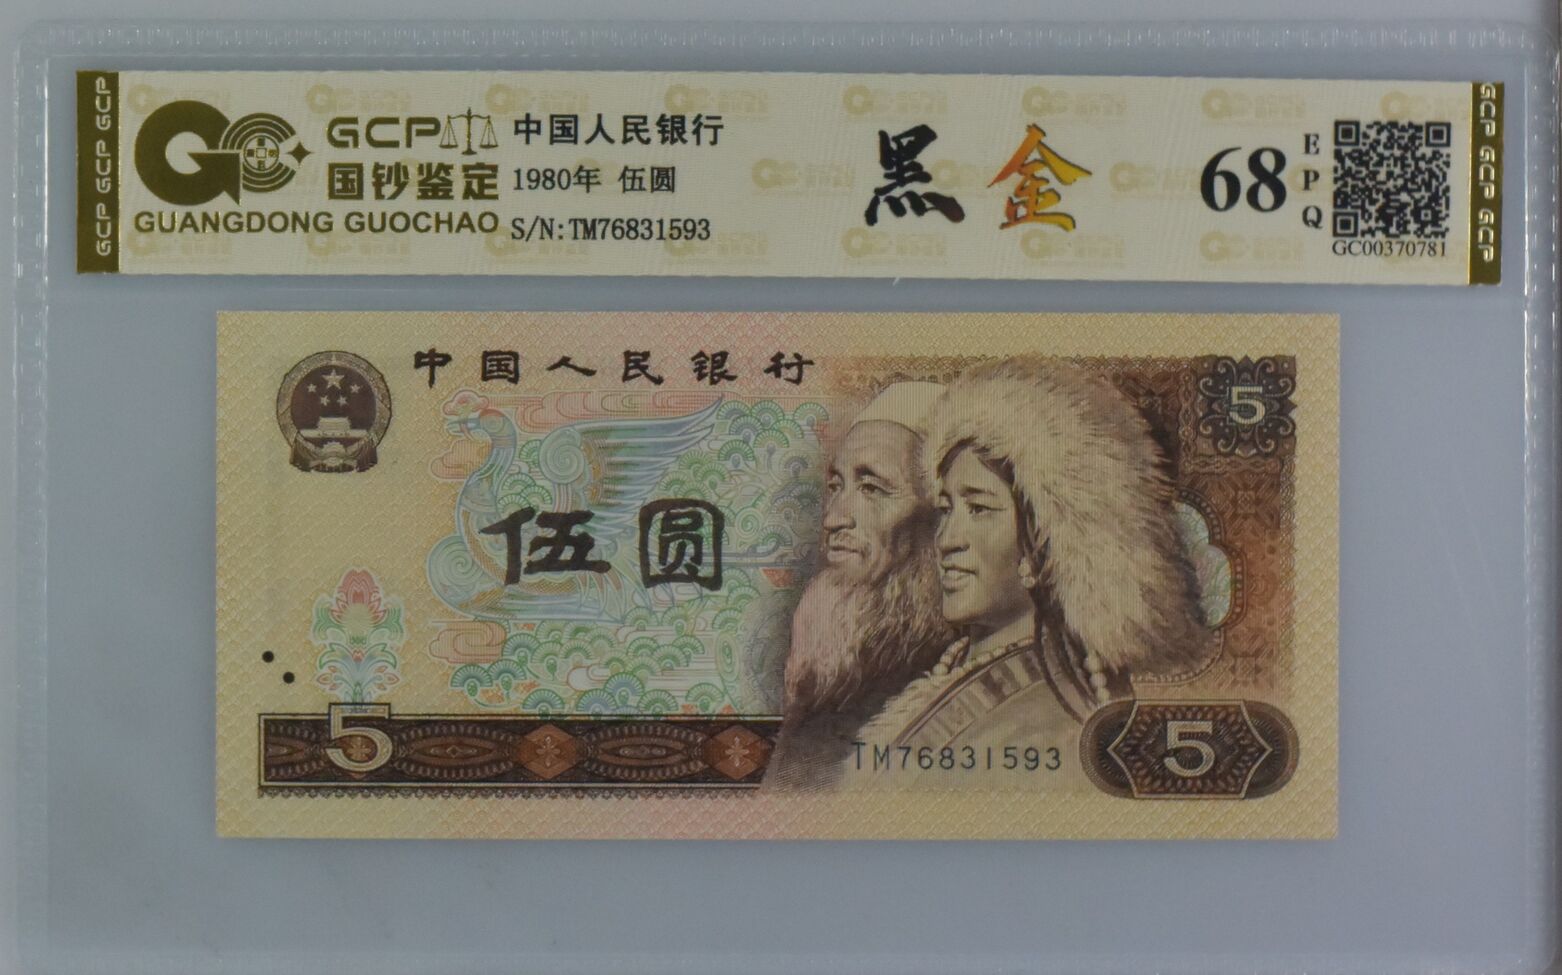 GCP GCP GCP
GCP
国钞鉴定
GUANGDONG GUOCHAO
中国人民银行
1980年 伍圆
S/N:TM76831593
黑金
68
EPQ
GC00370781
GCP GCP GCP
中国人民银行
5
伍圆
5
TM76831593
5